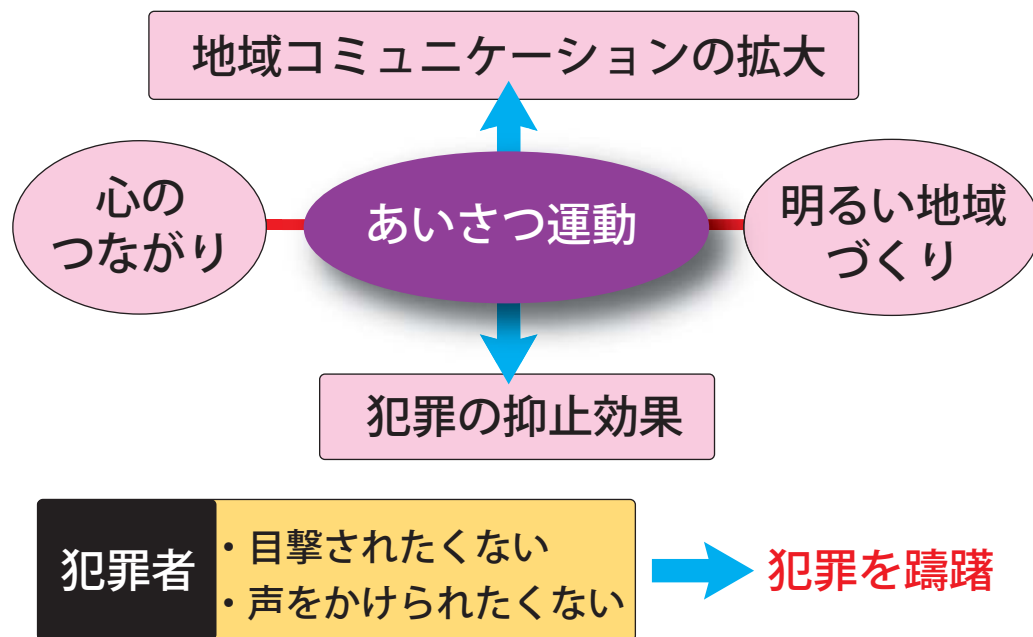 地域コミュニケーションの拡大
心の
つながり
あいさつ運動
明るい地域
づくり
犯罪の抑止効果
犯罪者
・目撃されたくない
・声をかけられたくない
犯罪を躊躇